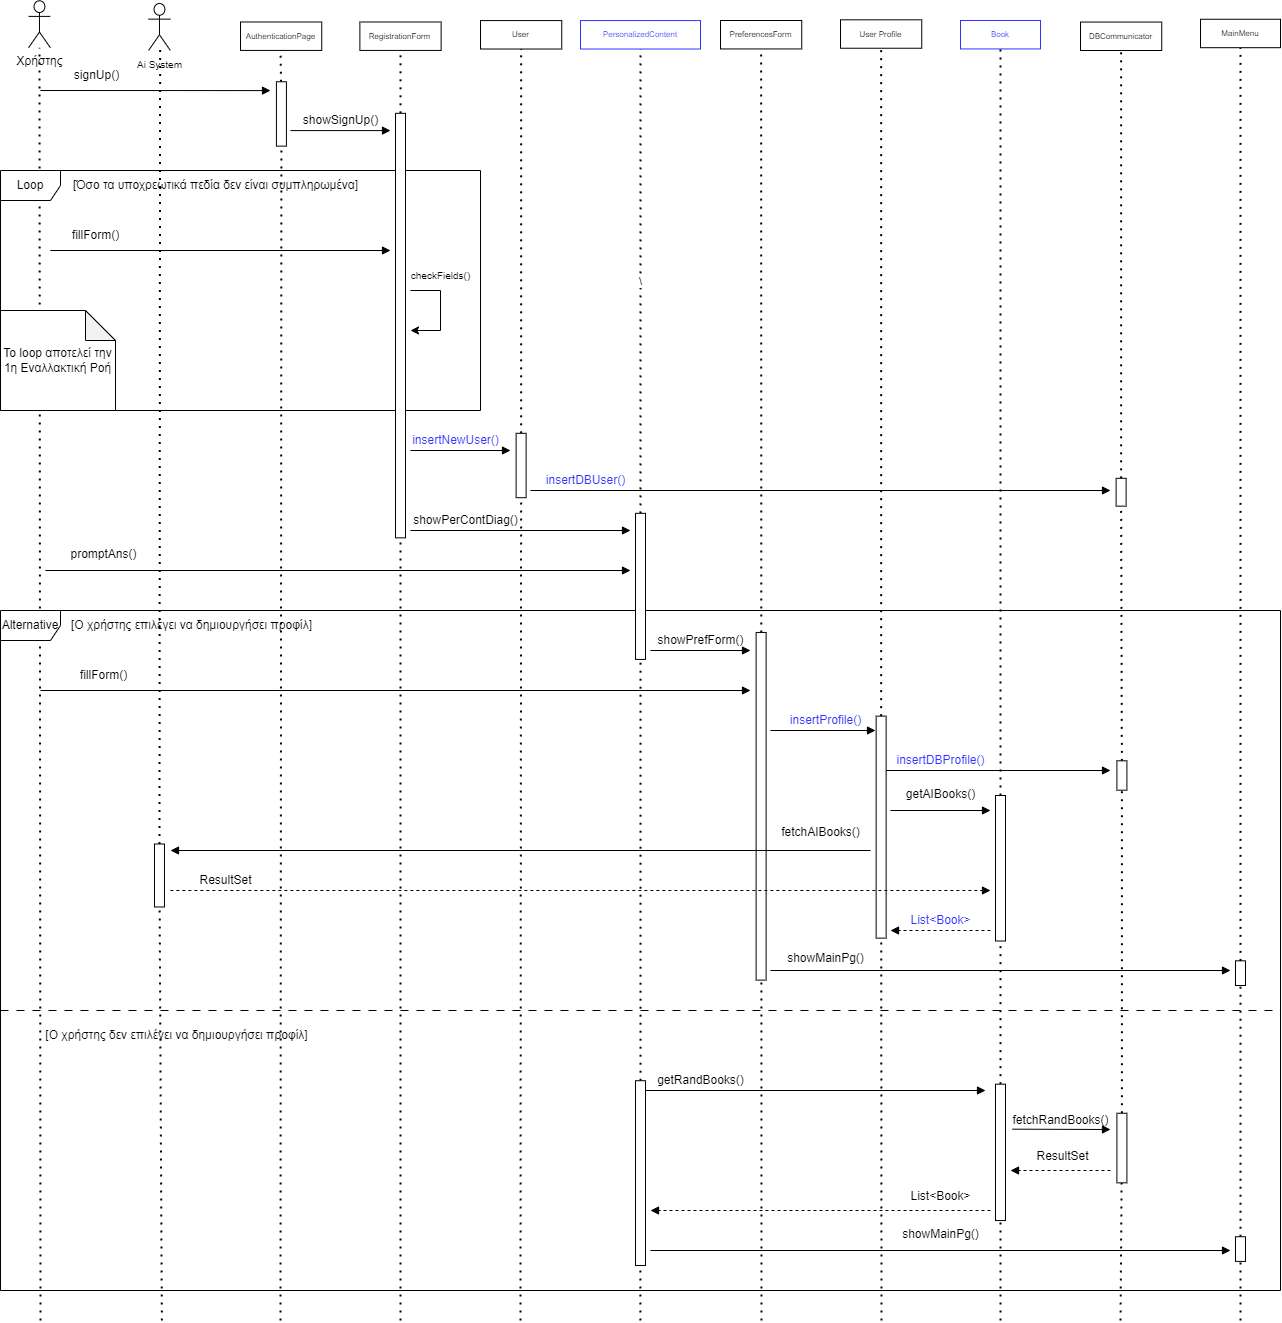 Χρήστης
Ai System
AuthenticationPage
RegistrationForm
User
PersonalizedContent
PreferencesForm
User Profile
Book
DBCommunicator
MainMenu
signUp()
showSignUp()
Loop
[Όσο τα υποχρεωτικά πεδία δεν είναι συμπληρωμένα]
fillForm()
checkFields()
\
Το loop αποτελεί την
1η Εναλλακτική Ροή
insertNewUser()
insertDBUser()
showPerContDiag()
promptAns()
Alternative
[Ο χρήστης επιλέγει να δημιουργήσει προφίλ]
showPrefForm()
fillForm()
insertProfile()
insertDBProfile()
getAIBooks()
fetchAIBooks()
ResultSet
List<Book>
showMainPg()
[Ο χρήστης δεν επιλέγει να δημιουργήσει προφίλ]
getRandBooks()
fetchRandBooks()
ResultSet
List<Book>
showMainPg()